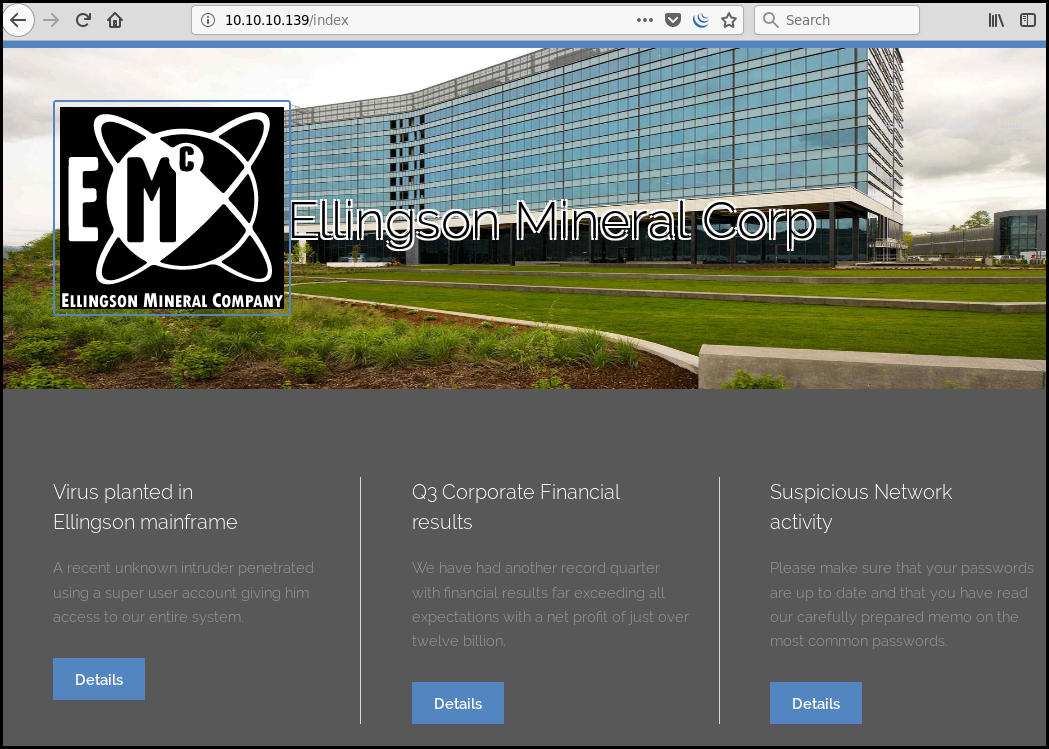 10.10.10.139/index
Search
EMC
ELLINGSON MINERAL COMPANY
Ellingson Mineral Corp
Virus planted in
Ellingson mainframe
A recent unknown intruder penetrated
using a super user account giving him
access to our entire system.
Details
Q3 Corporate Financial
results
We have had another record quarter
with financial results far exceeding all
expectations with a net profit of just over
twelve billion.
Details
Suspicious Network
activity
Please make sure that your passwords
are up to date and that you have read
our carefully prepared memo on the
most common passwords.
Details